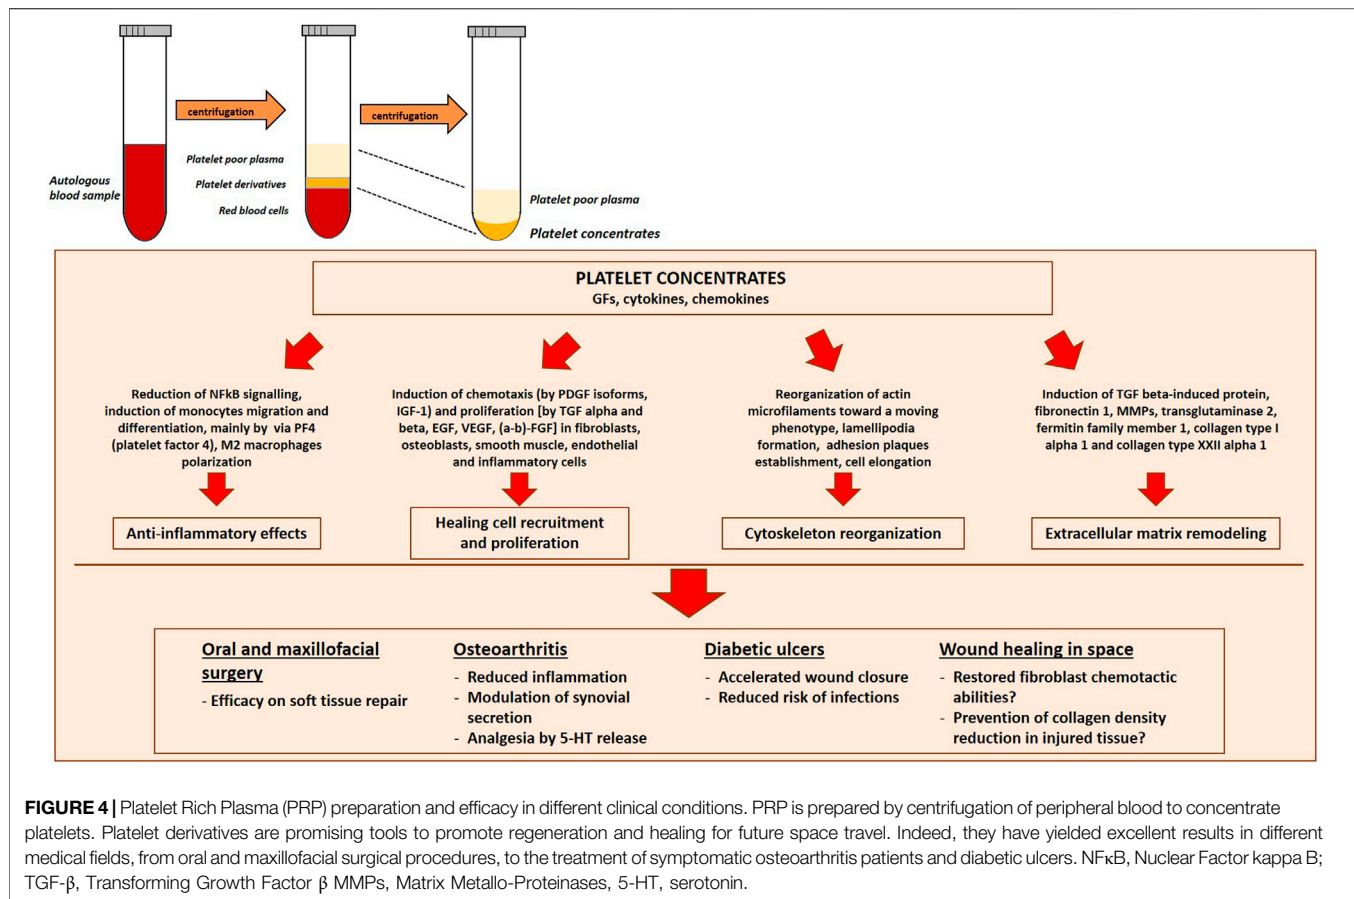 centrifugation
centrifugation
Autologous
blood sample
Platelet poor plasma
Platelet derivatives
Red blood cells
Platelet poor plasma
Platelet concentrates
PLATELET CONCENTRATES
GFs, cytokines, chemokines
Reduction of NFkB signalling,
induction of monocytes migration and
differentiation, mainly by via PF4
(platelet factor 4), M2 macrophages
polarization
Induction of chemotaxis (by PDGF isoforms,
IGF-1) and proliferation [by TGF alpha and
beta, EGF, VEGF, (a-b)-FGF] in fibroblasts,
osteoblasts, smooth muscle, endothelial
and inflammatory cells
Reorganization of actin
microfilaments toward a moving
phenotype, lamellipodia
formation, adhesion plaques
establishment, cell elongation
Induction of TGF beta-induced protein,
fibronectin 1, MMPs, transglutaminase 2,
fermitin family member 1, collagen type I
alpha 1 and collagen type XXII alpha 1
Anti-inflammatory effects
Healing cell recruitment
and proliferation
Cytoskeleton reorganization
Extracellular matrix remodeling
Oral and maxillofacial
surgery
- Efficacy on soft tissue repair
Osteoarthritis
- Reduced inflammation
- Modulation of synovial
secretion
- Analgesia by 5-HT release
Diabetic ulcers
- Accelerated wound closure
- Reduced risk of infections
Wound healing in space
- Restored fibroblast chemotactic
abilities?
- Prevention of collagen density
reduction in injured tissue?
FIGURE 4 | Platelet Rich Plasma (PRP) preparation and efficacy in different clinical conditions. PRP is prepared by centrifugation of peripheral blood to concentrate
platelets. Platelet derivatives are promising tools to promote regeneration and healing for future space travel. Indeed, they have yielded excellent results in different
medical fields, from oral and maxillofacial surgical procedures, to the treatment of symptomatic osteoarthritis patients and diabetic ulcers. NFκB, Nuclear Factor kappa B;
TGF-β, Transforming Growth Factor β MMPs, Matrix Metallo-Proteinases, 5-HT, serotonin.